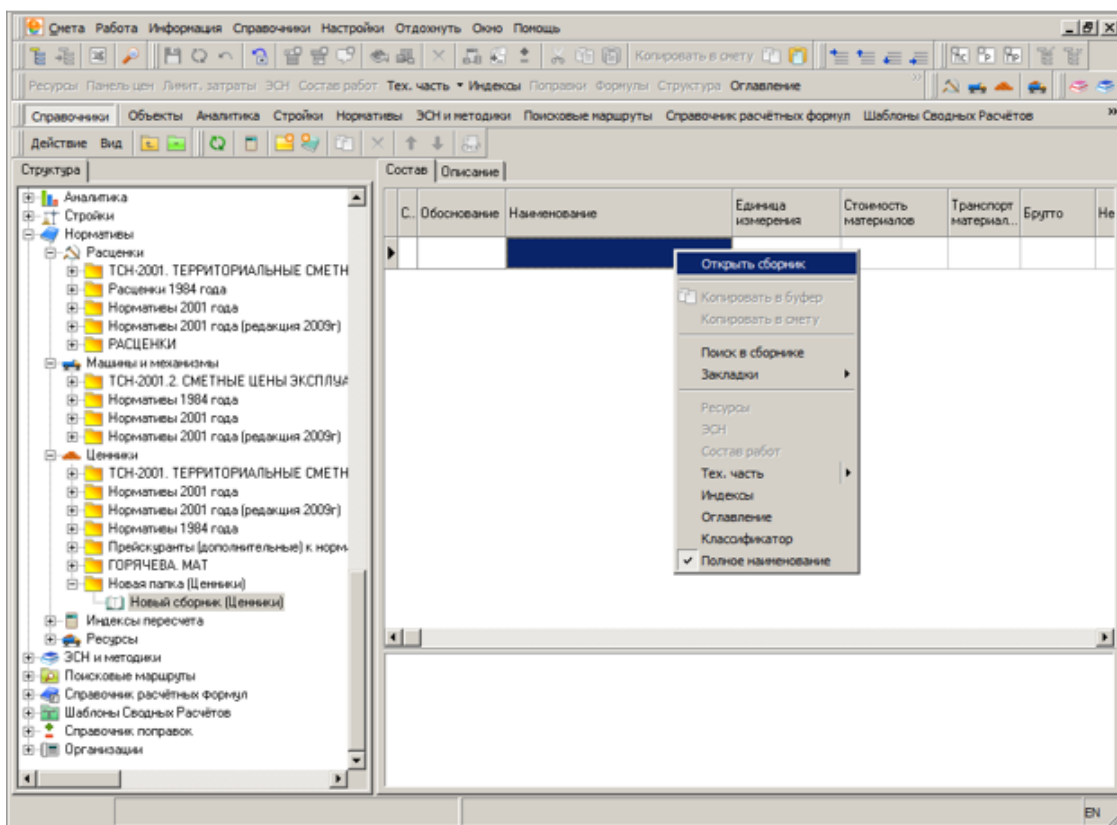 Смета Работа Информация Справочники Настройки Отдохнуть Окно Помощь
Копировать в смету
Ресурсы Панель цен Лимит. затраты ЭСН Состав работ Тех. часть Индексы Поправки Формулы Структура Оглавление
Справочники Объекты Аналитика Стройки Нормативы ЭСН и методики Поисковые маршруты Справочник расчётных формул Шаблоны Сводных Расчётов
Действие Вид
Структура
Состав Описание
Аналитика
Стройки
Нормативы
Расценки
ТСН-2001. ТЕРРИТОРИАЛЬНЫЕ СМЕТН
Расценки 1984 года
Нормативы 2001 года
Нормативы 2001 года (редакция 2009г)
РАСЦЕНКИ
Машины и механизмы
ТСН-2001.2. СМЕТНЫЕ ЦЕНЫ ЭКСПЛУА
Нормативы 1984 года
Нормативы 2001 года
Нормативы 2001 года (редакция 2009г)
Ценники
ТСН-2001. ТЕРРИТОРИАЛЬНЫЕ СМЕТН
Нормативы 2001 года
Нормативы 2001 года (редакция 2009г)
Нормативы 1984 года
Прейскуранты (дополнительные) к норм
ГОРЯЧЕВА. МАТ
Новая папка (Ценники)
Новый сборник (Ценники)
Индексы пересчета
Ресурсы
ЭСН и методики
Поисковые маршруты
Справочник расчётных формул
Шаблоны Сводных Расчётов
Справочник поправок
Организации
С.. Обоснование Наименование Единица измерения Стоимость материалов Транспорт материал... Брутто Не
Открыть сборник
Копировать в буфер
Копировать в смету
Поиск в сборнике
Закладки
Ресурсы
ЭСН
Состав работ
Тех. часть
Индексы
Оглавление
Классификатор
Полное наименование
EN